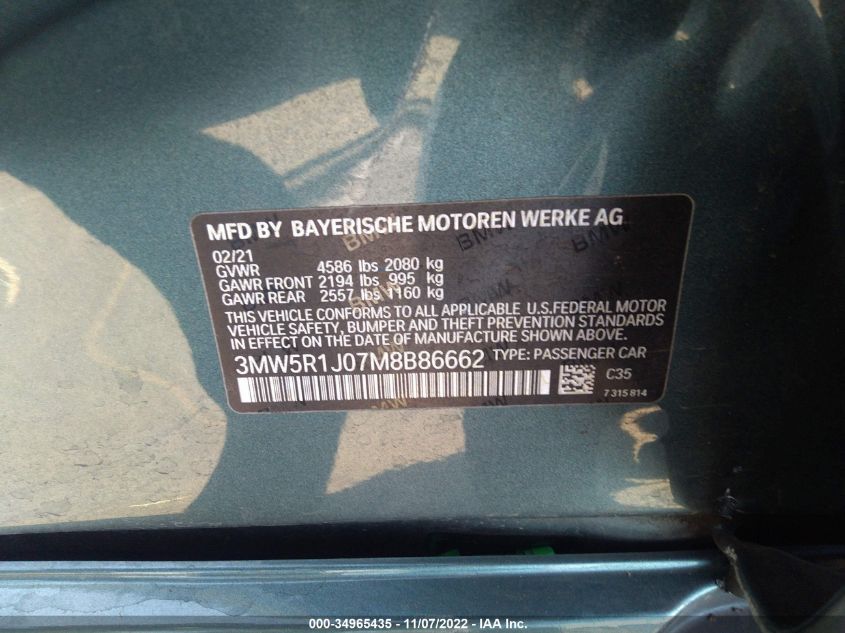 MFD BY BAYERISCHE MOTOREN WERKE AG
02/21
GVWR 4586 lbs 2080 kg
GAWR FRONT 2194 lbs 995 kg
GAWR REAR 2557 lbs 1160 kg
THIS VEHICLE CONFORMS TO ALL APPLICABLE U.S.FEDERAL MOTOR
VEHICLE SAFETY, BUMPER AND THEFT PREVENTION STANDARDS
IN EFFECT ON THE DATE OF MANUFACTURE SHOWN ABOVE.
3MW5R1J07M8B86662 TYPE: PASSENGER CAR
C35
7 315 814
000-34965435 - 11/07/2022 - IAA Inc.